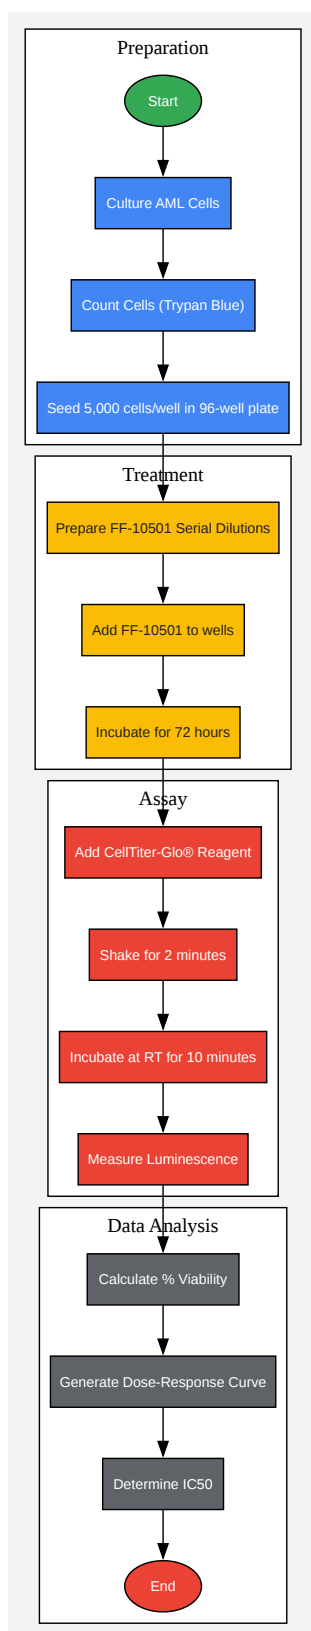 Preparation
Start
Culture AML Cells
Count Cells (Trypan Blue)
Seed 5,000 cells/well in 96-well plate
Treatment
Prepare FF-10501 Serial Dilutions
Add FF-10501 to wells
Incubate for 72 hours
Assay
Add CellTiter-Glo® Reagent
Shake for 2 minutes
Incubate at RT for 10 minutes
Measure Luminescence
Data Analysis
Calculate % Viability
Generate Dose-Response Curve
Determine IC50
End